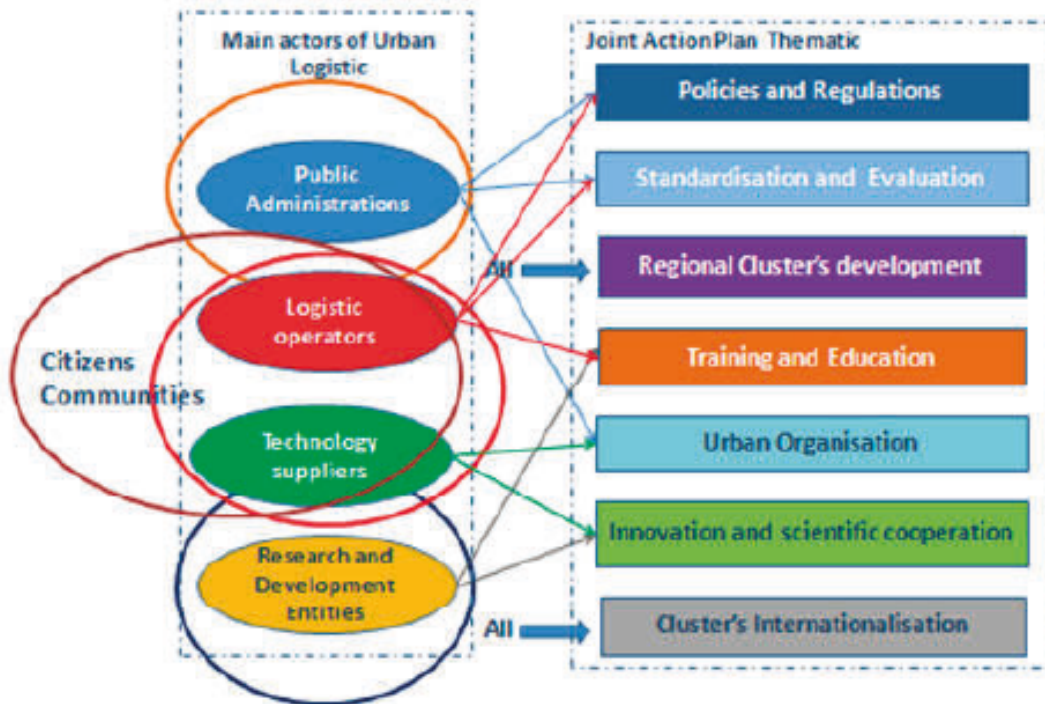 Main actors of Urban
Logistic
Public
Administrations
Logistic
operators
Citizens
Communities
Technology
suppliers
Research and
Development
Entities
Joint Action Plan Thematic
Policies and Regulations
Standardisation and Evaluation
All
Regional Cluster's development
Training and Education
Urban Organisation
Innovation and scientific cooperation
All
Cluster's Internationalisation